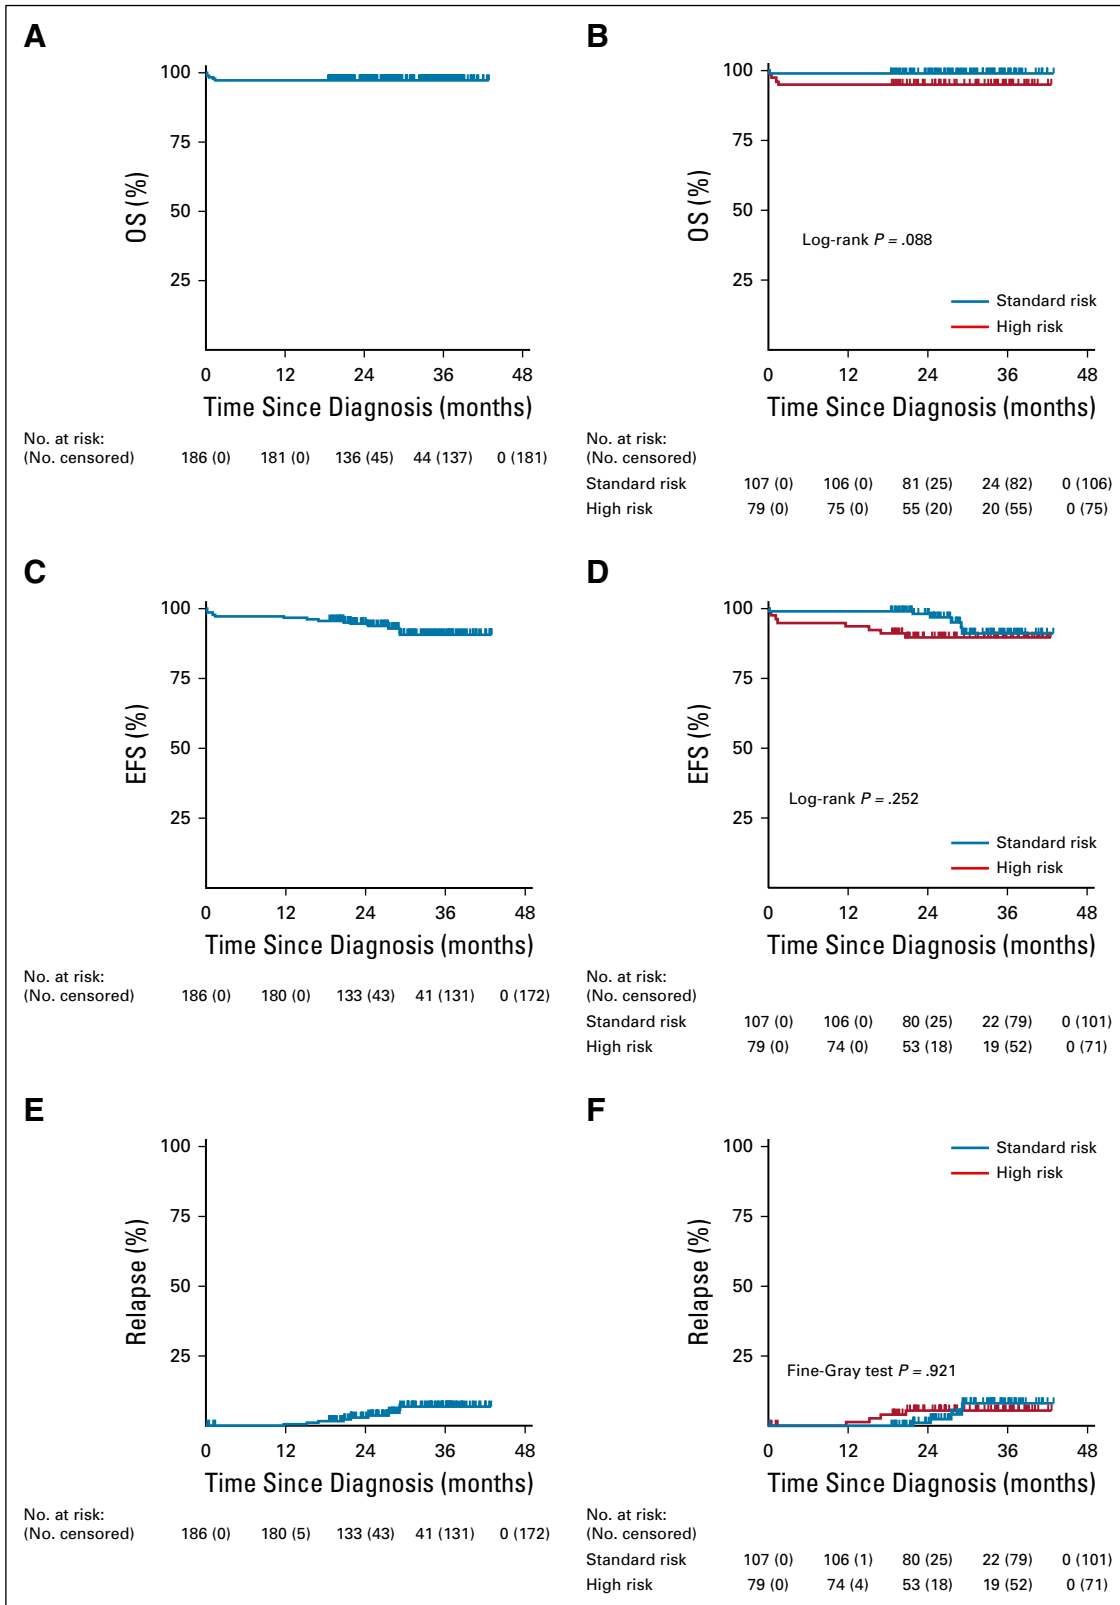 A
100
75
50
25
OS (%)
0 12 24 36 48
Time Since Diagnosis (months)
No. at risk:
(No. censored) 186 (0) 181 (0) 136 (45) 44 (137) 0 (181)
B
100
75
50
25
OS (%)
Log-rank P = .088
Standard risk
High risk
0 12 24 36 48
Time Since Diagnosis (months)
No. at risk:
(No. censored)
Standard risk 107 (0) 106 (0) 81 (25) 24 (82) 0 (106)
High risk 79 (0) 75 (0) 55 (20) 20 (55) 0 (75)
C
100
75
50
25
EFS (%)
0 12 24 36 48
Time Since Diagnosis (months)
No. at risk:
(No. censored) 186 (0) 180 (0) 133 (43) 41 (131) 0 (172)
D
100
75
50
25
EFS (%)
Log-rank P = .252
Standard risk
High risk
0 12 24 36 48
Time Since Diagnosis (months)
No. at risk:
(No. censored)
Standard risk 107 (0) 106 (0) 80 (25) 22 (79) 0 (101)
High risk 79 (0) 74 (0) 53 (18) 19 (52) 0 (71)
E
100
75
50
25
Relapse (%)
0 12 24 36 48
Time Since Diagnosis (months)
No. at risk:
(No. censored) 186 (0) 180 (5) 133 (43) 41 (131) 0 (172)
F
100
75
50
25
Relapse (%)
Standard risk
High risk
Fine-Gray test P = .921
0 12 24 36 48
Time Since Diagnosis (months)
No. at risk:
(No. censored)
Standard risk 107 (0) 106 (1) 80 (25) 22 (79) 0 (101)
High risk 79 (0) 74 (4) 53 (18) 19 (52) 0 (71)